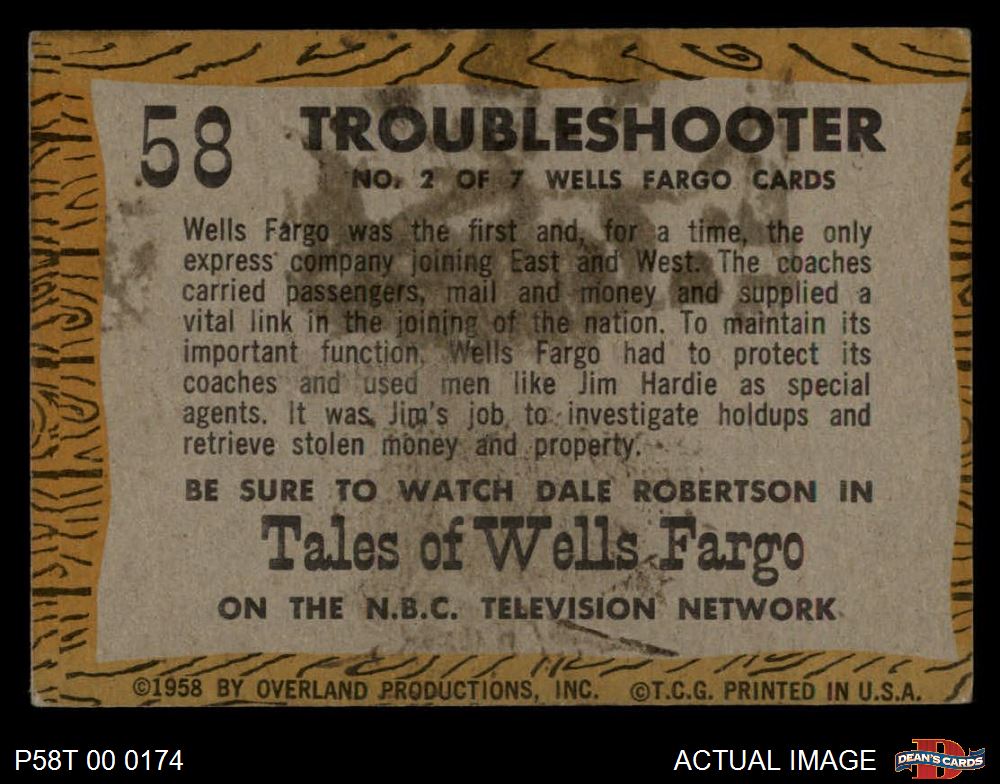 58
TROUBLESHOOTER
NO. 2 OF 7 WELLS FARGO CARDS
Wells Fargo was the first and, for a time, the only
express company joining East and West. The coaches
carried passengers, mail and money and supplied a
vital link in the joining of the nation. To maintain its
important function, Wells Fargo had to protect its
coaches and used men like Jim Hardie as special
agents. It was Jim's job to investigate holdups and
retrieve stolen money and property.
BE SURE TO WATCH DALE ROBERTSON IN
Tales of Wells Fargo
ON THE N.B.C. TELEVISION NETWORK
©1958 BY OVERLAND PRODUCTIONS, INC. ©T.C.G. PRINTED IN U.S.A.
P58T 00 0174
ACTUAL IMAGE
D
DEAN'S CARDS